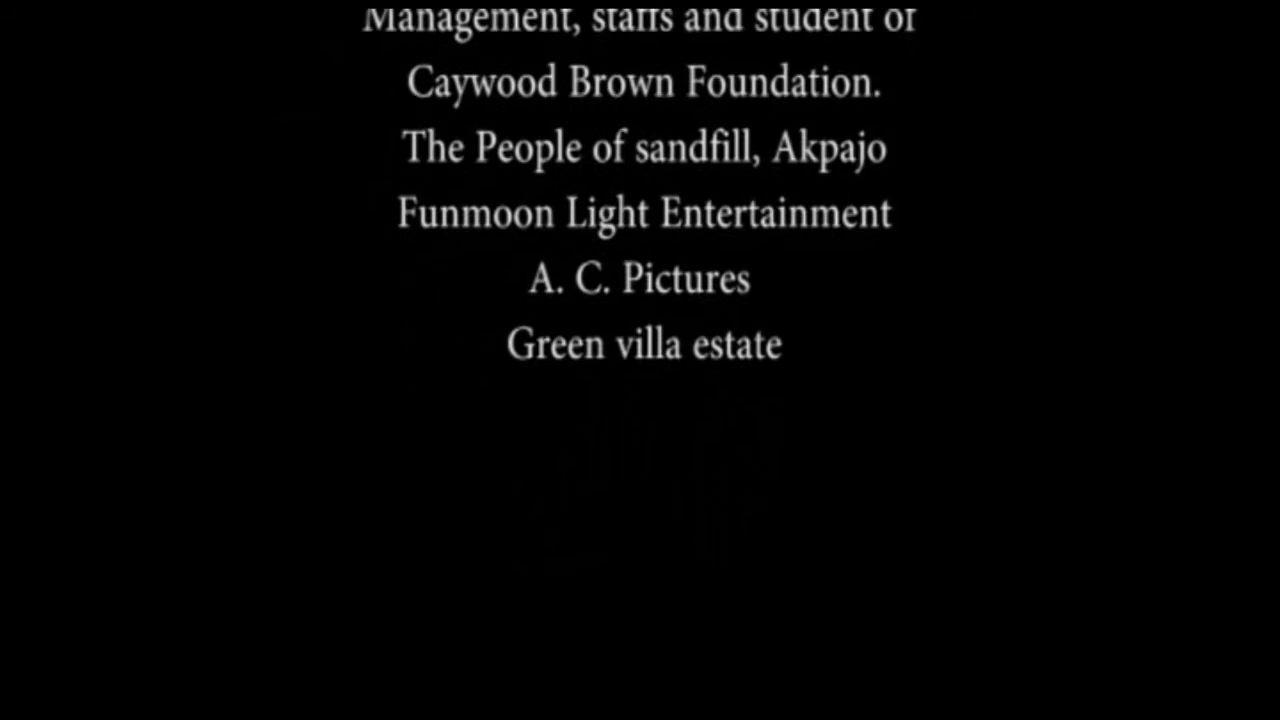 Management, staffs and student of
Caywood Brown Foundation.
The People of sandfill, Akpajo
Funmoon Light Entertainment
A. C. Pictures
Green villa estate